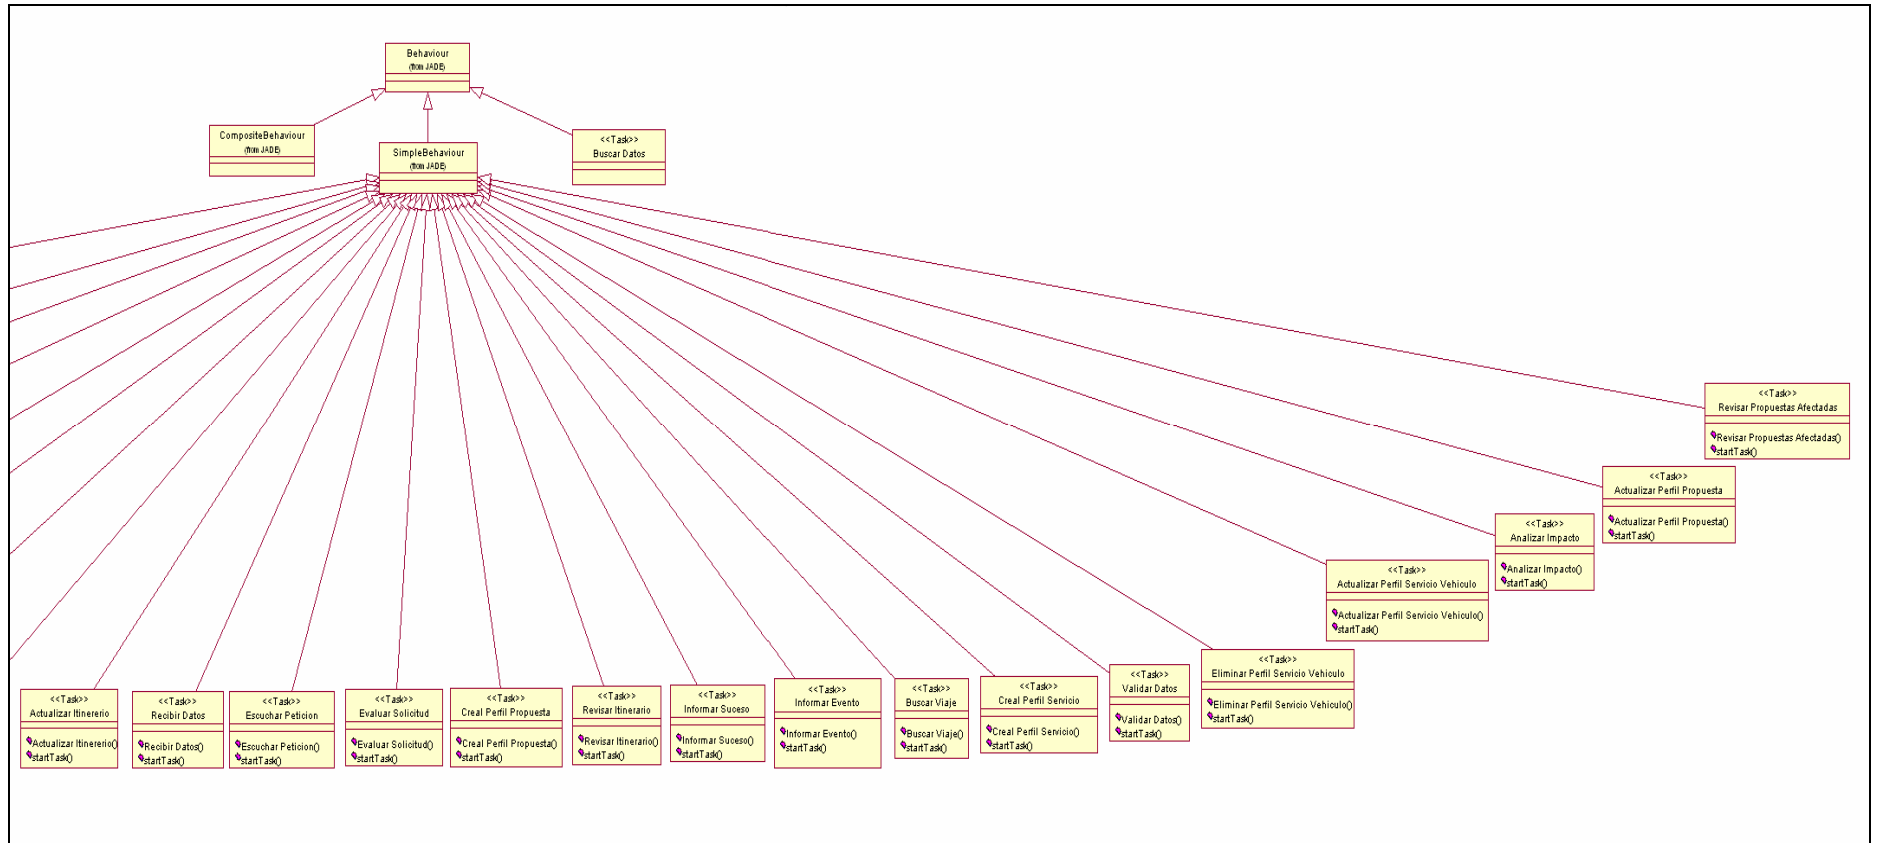 Behaviour
(from JADE)
CompositeBehaviour
(from JADE)
SimpleBehaviour
(from JADE)
<<Task>>
Buscar Datos
<<Task>>
Revisar Propuestas Afectadas
Revisar Propuestas Afectadas()
startTask()
<<Task>>
Actualizar Perfil Propuesta
Actualizar Perfil Propuesta()
startTask()
<<Task>>
Analizar Impacto
Analizar Impacto()
startTask()
<<Task>>
Actualizar Perfil Servicio Vehiculo
Actualizar Perfil Servicio Vehiculo()
startTask()
<<Task>>
Eliminar Perfil Servicio Vehiculo
Eliminar Perfil Servicio Vehiculo()
startTask()
<<Task>>
Actualizar Itinererio
Actualizar Itinererio()
startTask()
<<Task>>
Recibir Datos
Recibir Datos()
startTask()
<<Task>>
Escuchar Peticion
Escuchar Peticion()
startTask()
<<Task>>
Evaluar Solicitud
Evaluar Solicitud()
startTask()
<<Task>>
Creal Perfil Propuesta
Creal Perfil Propuesta()
startTask()
<<Task>>
Revisar Itinerario
Revisar Itinerario()
startTask()
<<Task>>
Informar Suceso
Informar Suceso()
startTask()
<<Task>>
Informar Evento
Informar Evento()
startTask()
<<Task>>
Buscar Viaje
Buscar Viaje()
startTask()
<<Task>>
Creal Perfil Servicio
Creal Perfil Servicio()
startTask()
<<Task>>
Validar Datos
Validar Datos()
startTask()